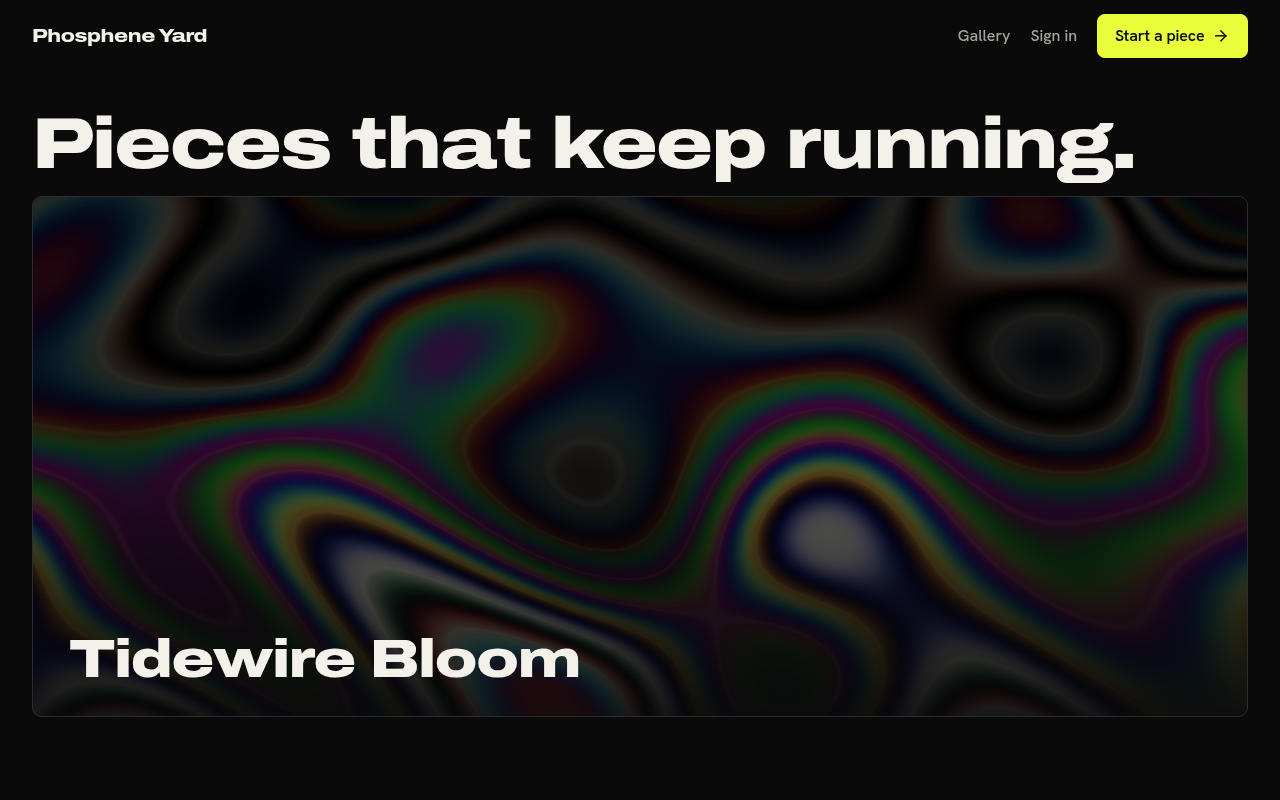 Phosphene Yard
Gallery
Sign in
Start a piece
Pieces that keep running.
Tidewire Bloom